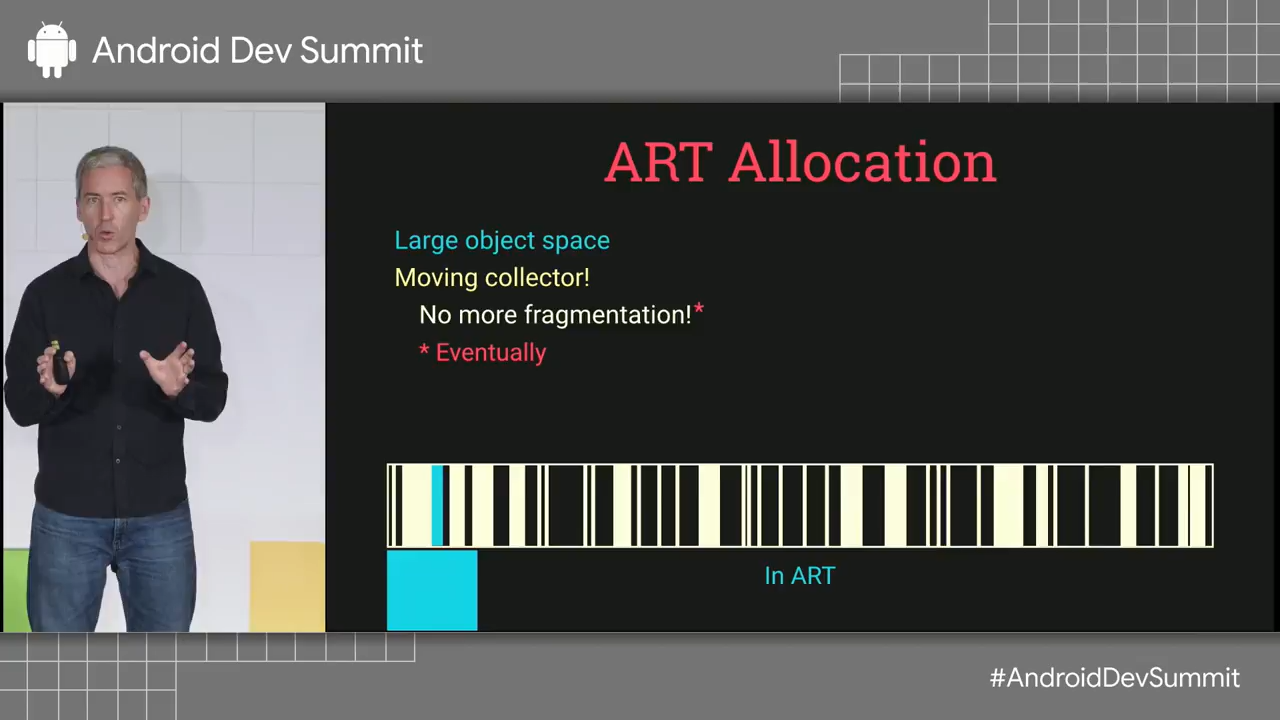 Android Dev Summit
ART Allocation
Large object space
Moving collector!
No more fragmentation!*
* Eventually
In ART
#AndroidDevSummit